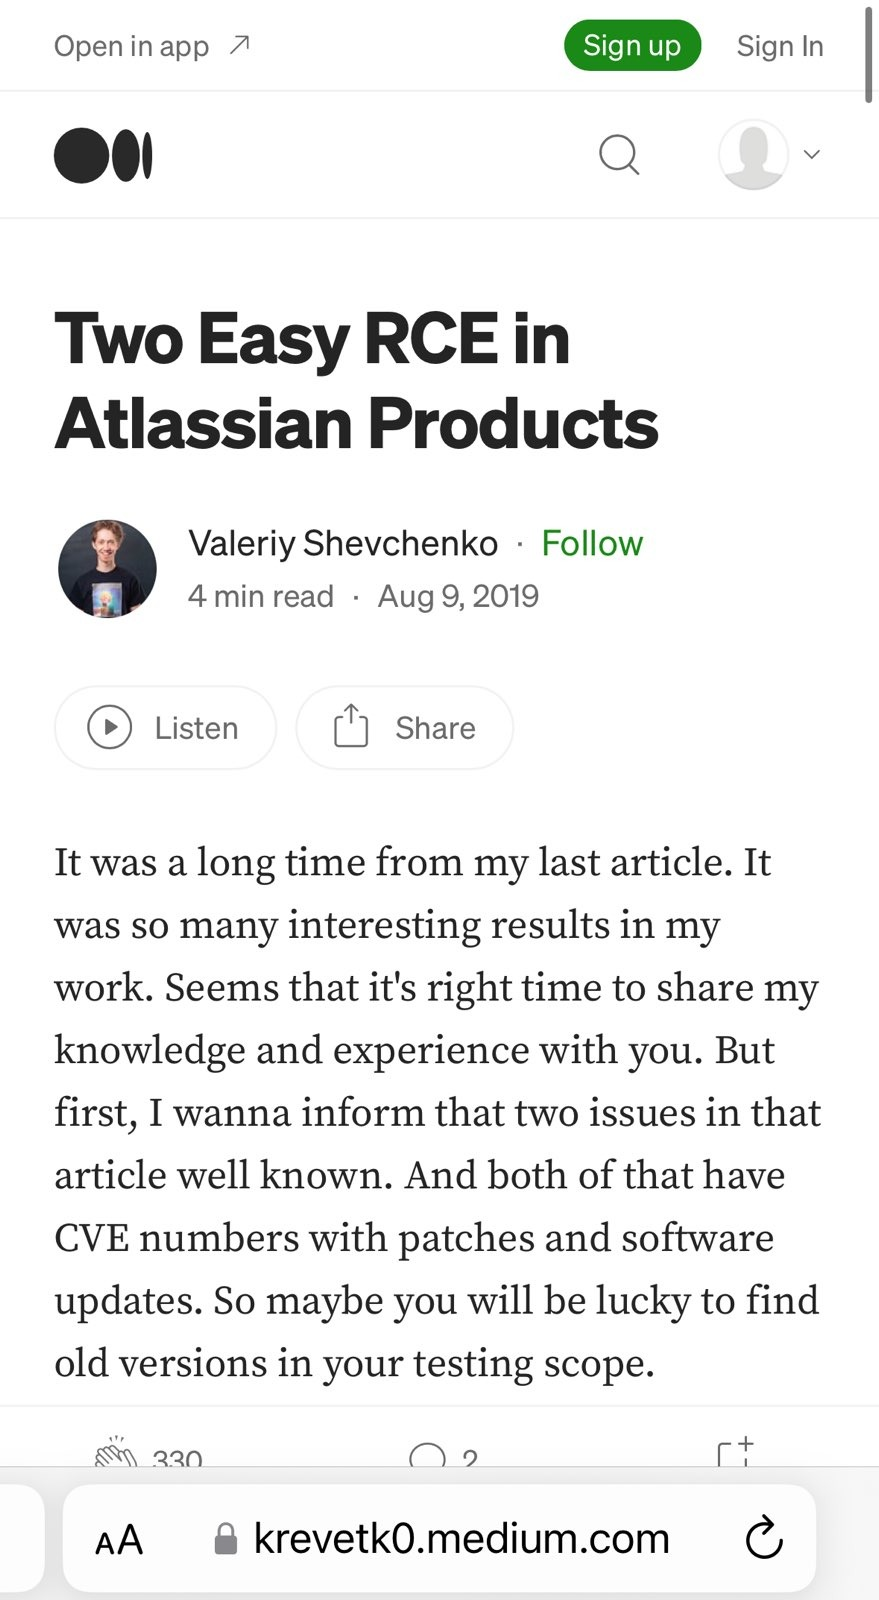 Open in app
Sign up
Sign In
Two Easy RCE in
Atlassian Products
Valeriy Shevchenko · Follow
4 min read · Aug 9, 2019
Listen
Share
It was a long time from my last article. It
was so many interesting results in my
work. Seems that it's right time to share my
knowledge and experience with you. But
first, I wanna inform that two issues in that
article well known. And both of that have
CVE numbers with patches and software
updates. So maybe you will be lucky to find
old versions in your testing scope.
330
2
AA
krevetk0.medium.com